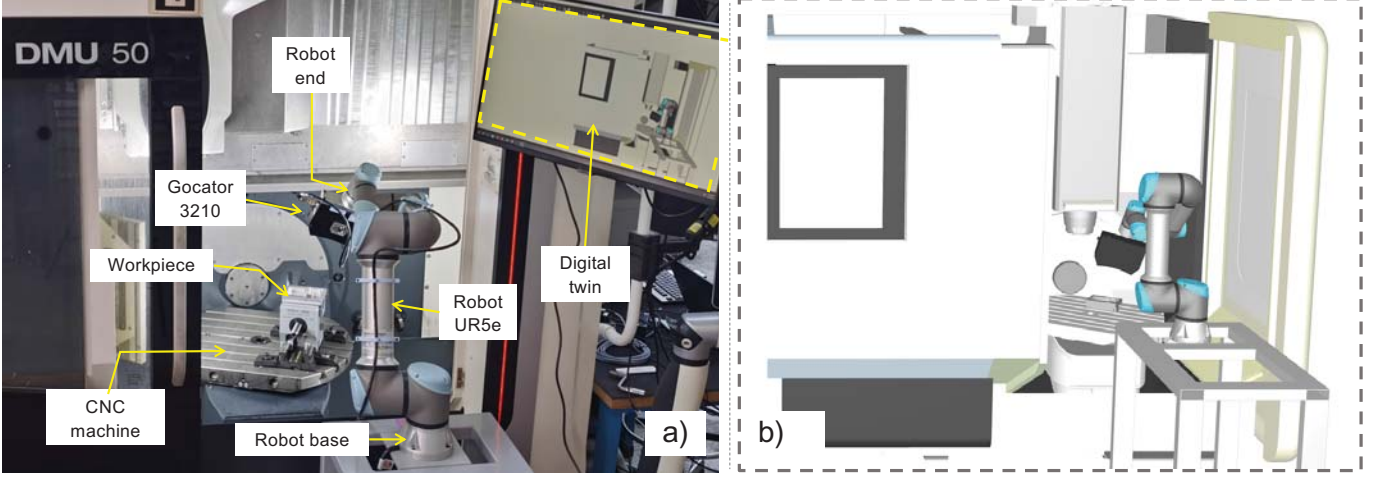 DMU 50
Robot
end
Gocator
3210
Workpiece
Robot
UR5e
Digital
twin
CNC
machine
Robot base
a)
b)